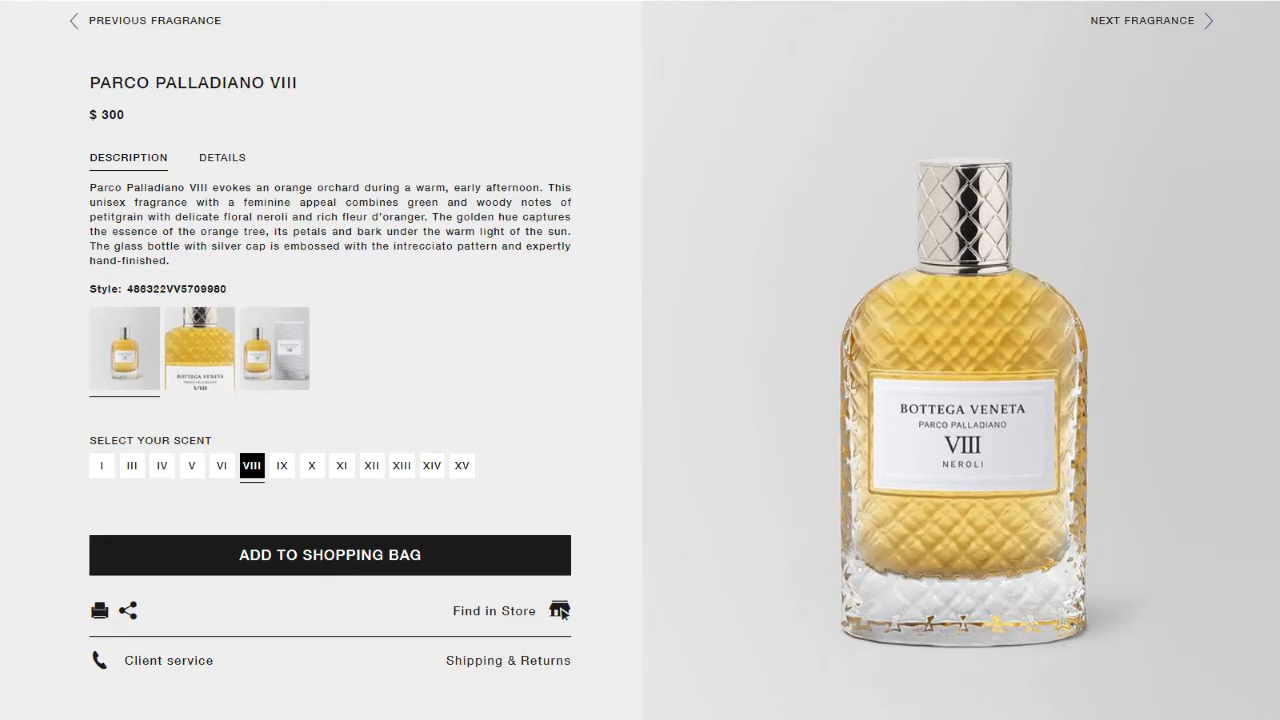 PREVIOUS FRAGRANCE
NEXT FRAGRANCE
PARCO PALLADIANO VIII
$ 300
DESCRIPTION
DETAILS
Parco Palladiano VIII evokes an orange orchard during a warm, early afternoon. This
unisex fragrance with a feminine appeal combines green and woody notes of
petitgrain with delicate floral neroli and rich fleur d'oranger. The golden hue captures
the essence of the orange tree, its petals and bark under the warm light of the sun.
The glass bottle with silver cap is embossed with the intrecciato pattern and expertly
hand-finished.
Style: 486322VV5709980
BOTTEGA VENETA
PARCO PALLADIANO
VIII
SELECT YOUR SCENT
I III IV V VI VIII IX X XI XII XIII XIV XV
ADD TO SHOPPING BAG
Find in Store
Client service
Shipping & Returns
BOTTEGA VENETA
PARCO PALLADIANO
VIII
NEROLI